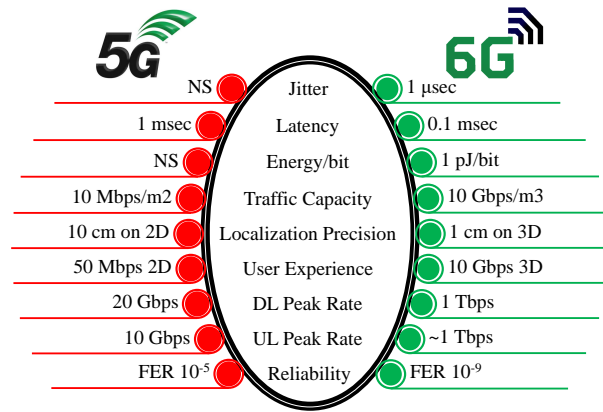 5G 6G
NS Jitter 1 μsec
1 msec Latency 0.1 msec
NS Energy/bit 1 pJ/bit
10 Mbps/m2 Traffic Capacity 10 Gbps/m3
10 cm on 2D Localization Precision 1 cm on 3D
50 Mbps 2D User Experience 10 Gbps 3D
20 Gbps DL Peak Rate 1 Tbps
10 Gbps UL Peak Rate ~1 Tbps
FER 10⁻⁵ Reliability FER 10⁻⁹